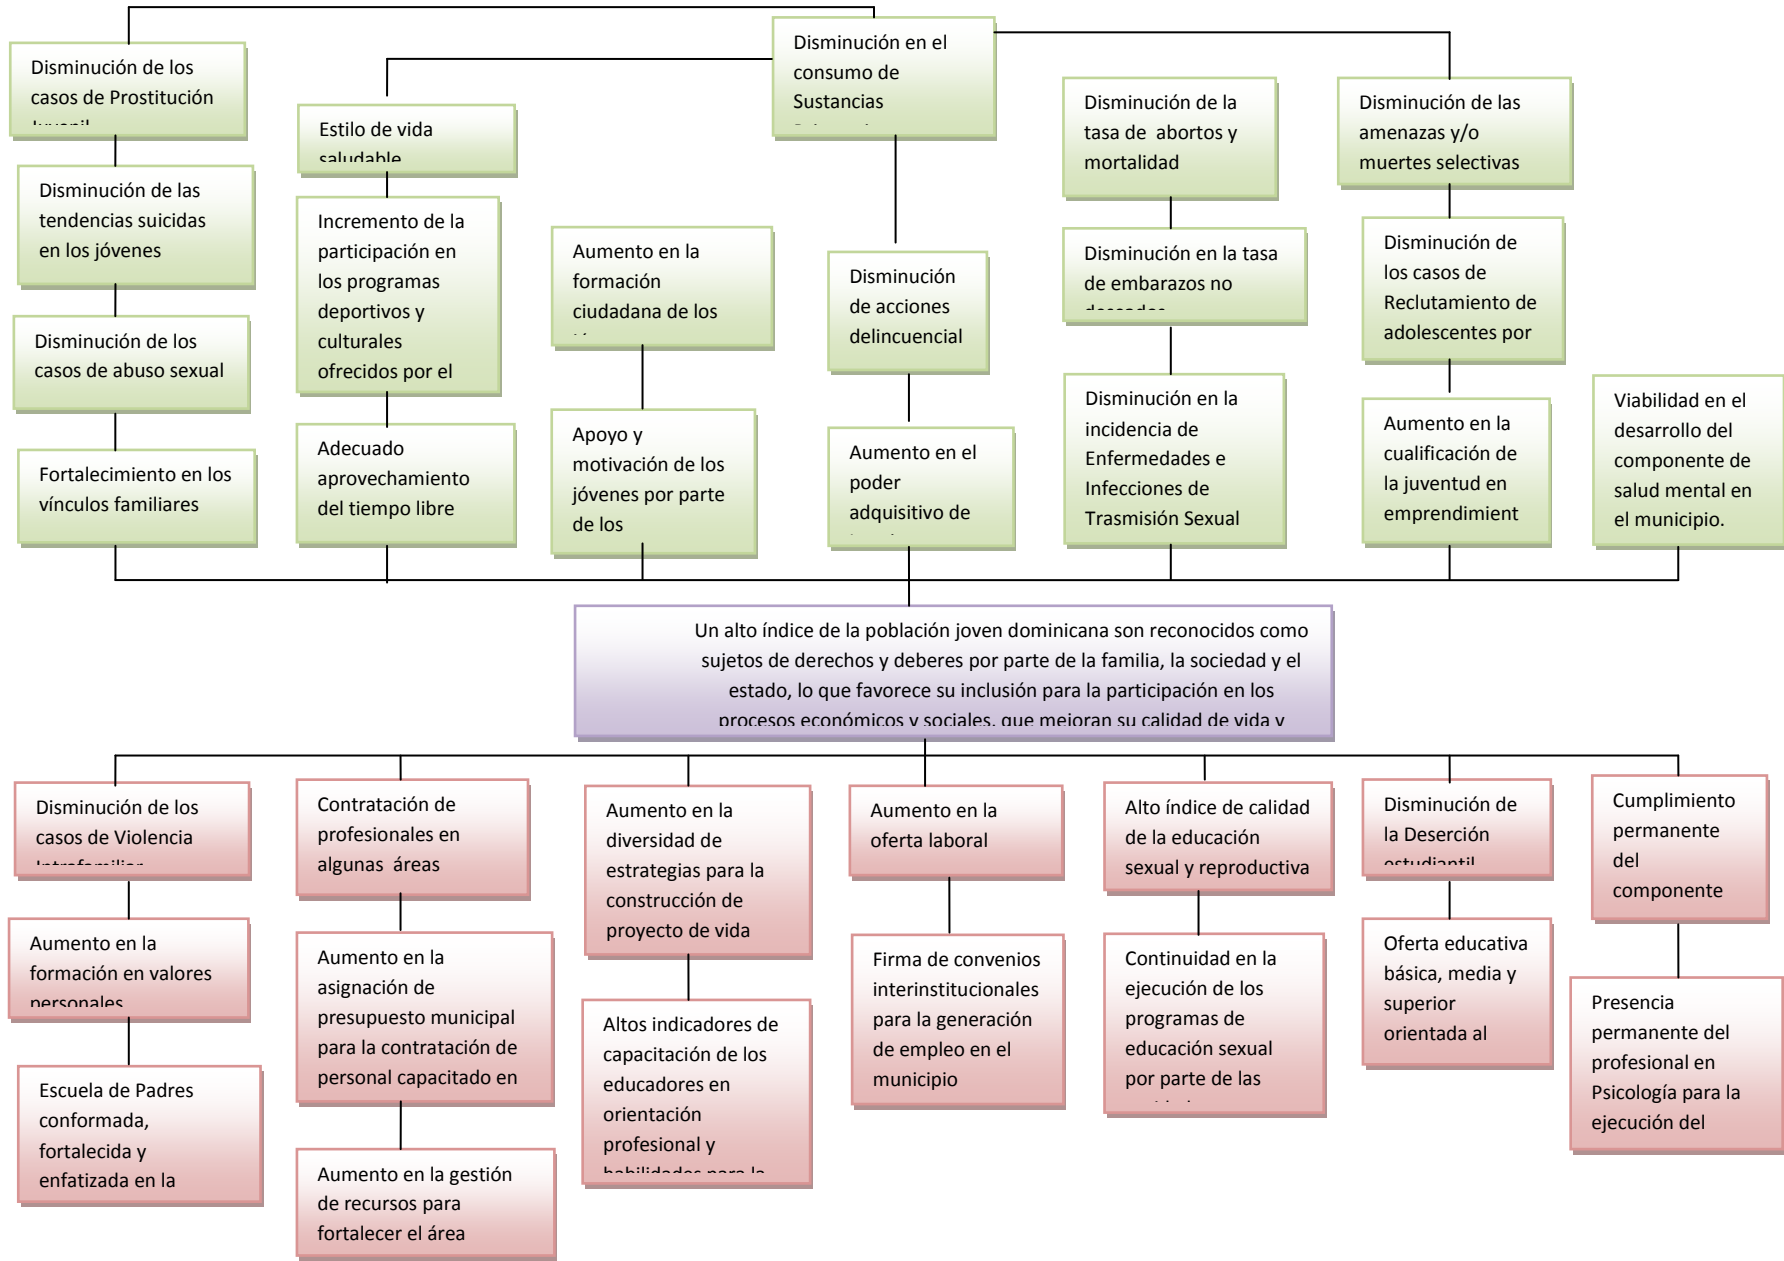 Disminución de los
casos de Prostitución
Disminución en el
consumo de
Sustancias
Estilo de vida
saludable
Disminución de la
tasa de abortos y
mortalidad
Disminución de las
amenazas y/o
muertes selectivas
Disminución de las
tendencias suicidas
en los jóvenes
Incremento de la
participación en
los programas
deportivos y
culturales
ofrecidos por el
Aumento en la
formación
ciudadana de los
Disminución
de acciones
delincuencial
Disminución en la tasa
de embarazos no
Disminución de
los casos de
Reclutamiento de
adolescentes por
Disminución de los
casos de abuso sexual
Fortalecimiento en los
vínculos familiares
Adecuado
aprovechamiento
del tiempo libre
Apoyo y
motivación de los
jóvenes por parte
de los
Aumento en el
poder
adquisitivo de
Disminución en la
incidencia de
Enfermedades e
Infecciones de
Trasmisión Sexual
Aumento en la
cualificación de
la juventud en
emprendimient
Viabilidad en el
desarrollo del
componente de
salud mental en
el municipio.
Un alto índice de la población joven dominicana son reconocidos como
sujetos de derechos y deberes por parte de la familia, la sociedad y el
estado, lo que favorece su inclusión para la participación en los
procesos económicos y sociales, que mejoran su calidad de vida y
Disminución de los
casos de Violencia
Intrafamiliar
Contratación de
profesionales en
algunas áreas
Aumento en la
diversidad de
estrategias para la
construcción de
proyecto de vida
Aumento en la
oferta laboral
Alto índice de calidad
de la educación
sexual y reproductiva
Disminución de
la Deserción
estudiantil
Cumplimiento
permanente
del
componente
Aumento en la
formación en valores
personales
Aumento en la
asignación de
presupuesto municipal
para la contratación de
personal capacitado en
Altos indicadores de
capacitación de los
educadores en
orientación
profesional y
habilidades para la
Firma de convenios
interinstitucionales
para la generación
de empleo en el
municipio
Continuidad en la
ejecución de los
programas de
educación sexual
por parte de las
Oferta educativa
básica, media y
superior
orientada al
Presencia
permanente del
profesional en
Psicología para la
ejecución del
Escuela de Padres
conformada,
fortalecida y
enfatizada en la
Aumento en la gestión
de recursos para
fortalecer el área